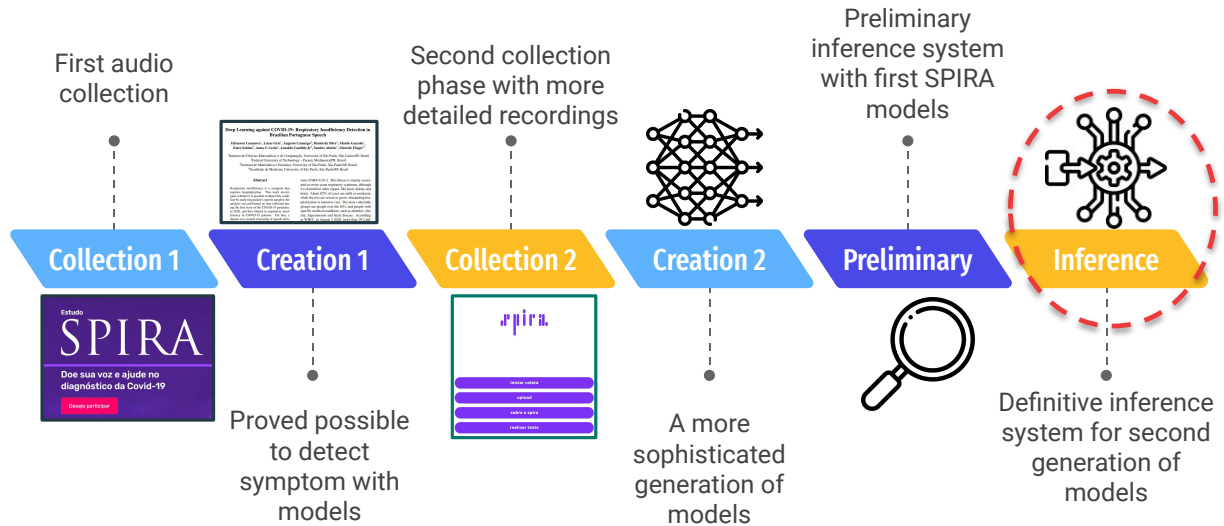 First audio
collection
Second collection
phase with more
detailed recordings
Preliminary
inference system
with first SPIRA
models
Deep Learning against COVID-19: Respiratory Insufficiency Detection in
Brazilian Portuguese Speech
Abstract
Collection 1
Creation 1
Collection 2
Creation 2
Preliminary
Inference
Estudo
SPIRA
Doe sua voz e ajude no
diagnóstico da Covid-19
Desejo participar
spira
iniciar coleta
upload
sobre o spira
realizar teste
Proved possible
to detect
symptom with
models
A more
sophisticated
generation of
models
Definitive inference
system for second
generation of
models